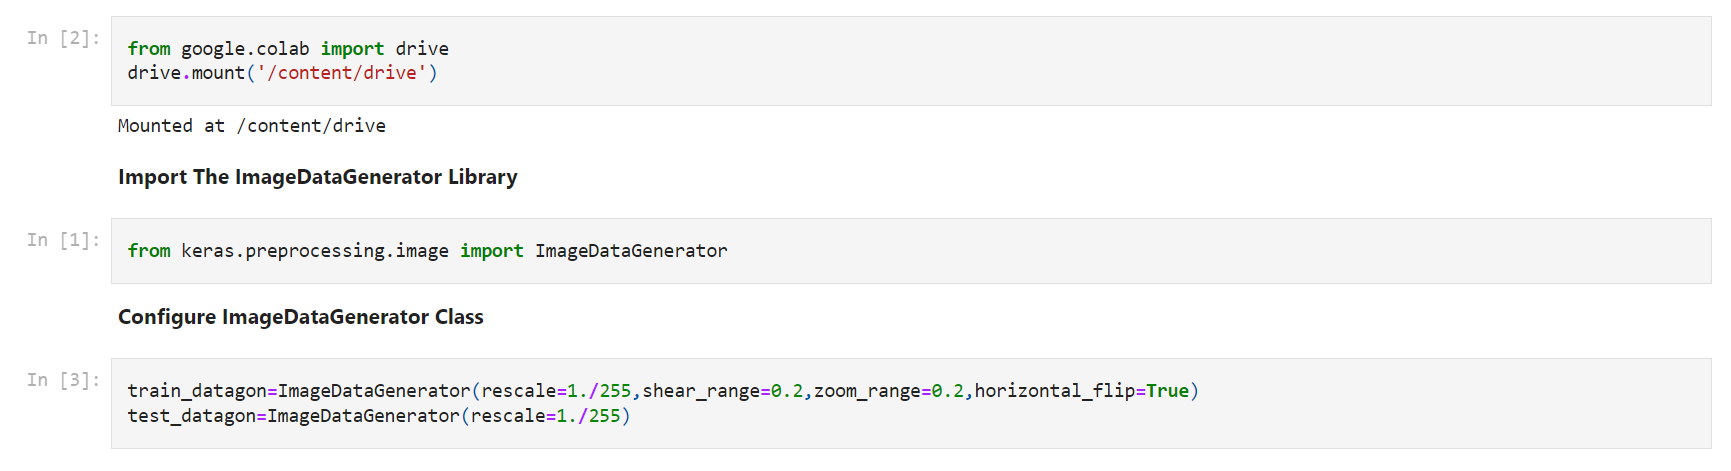 In [2]:
from google.colab import drive
drive.mount('/content/drive')
Mounted at /content/drive
Import The ImageDataGenerator Library
In [1]:
from keras.preprocessing.image import ImageDataGenerator
Configure ImageDataGenerator Class
In [3]:
train_datagon=ImageDataGenerator(rescale=1./255,shear_range=0.2,zoom_range=0.2,horizontal_flip=True)
test_datagon=ImageDataGenerator(rescale=1./255)